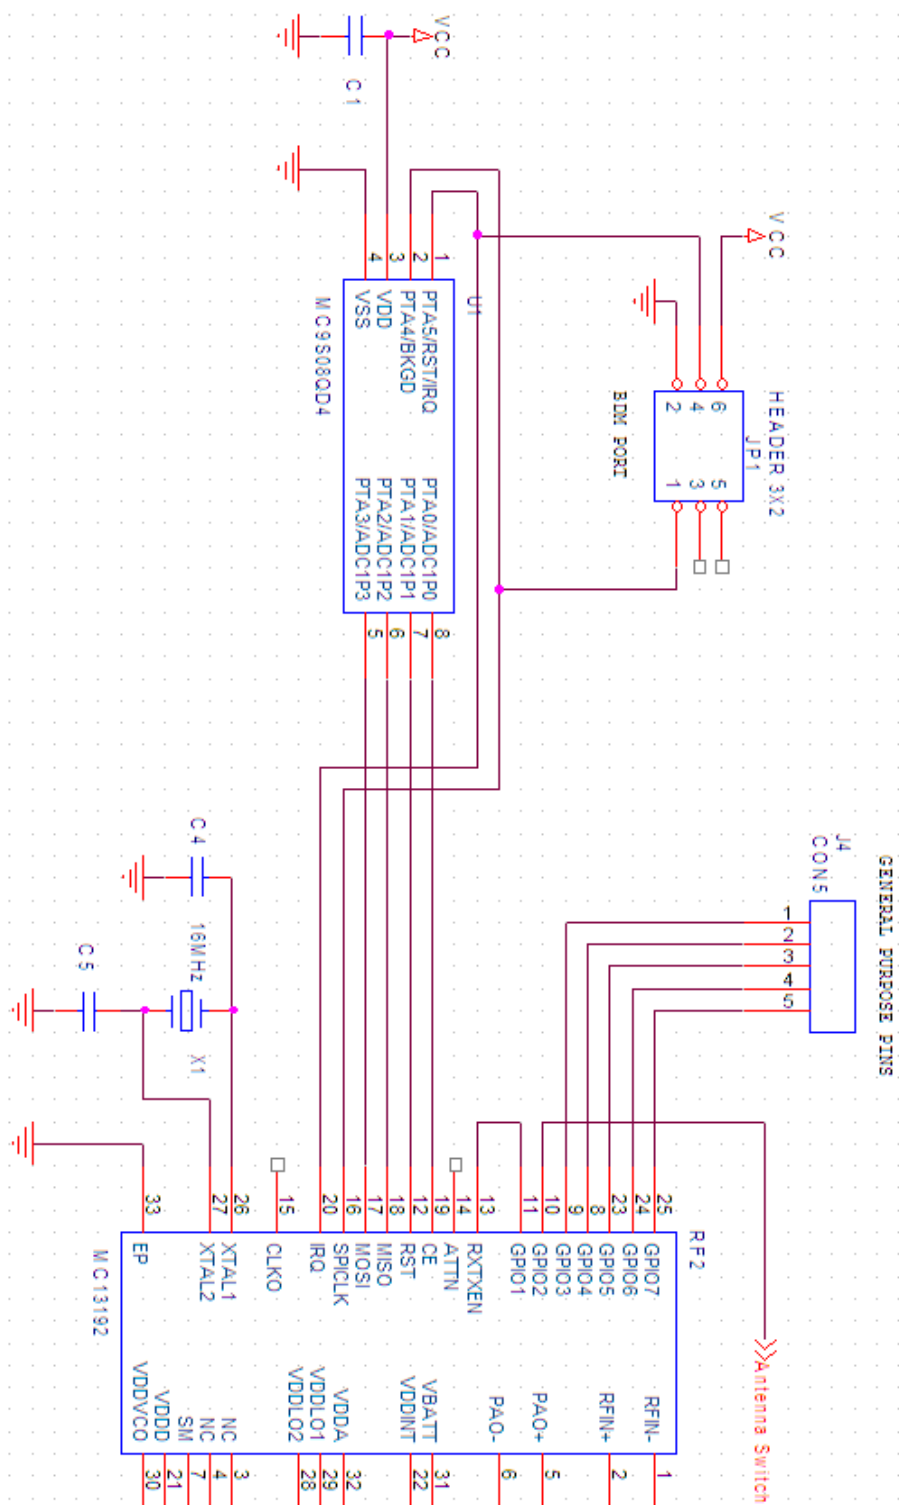 VCC
C1
VCC
4
3
2
1
U1
MC9S08QD4
PTA5/RST/IRQ
PTA4/BKGD
VDD
VSS
PTA0/ADC1P0
PTA1/ADC1P1
PTA2/ADC1P2
PTA3/ADC1P3
5
6
7
8
HEADER 3X2
JP1
BDM PORT
2
4
6
1
3
5
J4
CON5
GENERAL PURPOSE PINS
1
2
3
4
5
C4
16MHz
C5
X1
33
27
26
15
20
16
17
18
12
19
14
13
11
10
9
8
23
24
25
RF2
MC13192
EP
XTAL2
XTAL1
CLKO
IRQ
SPICLK
MOSI
MISO
RST
CE
ATTN
RXTXEN
GPIO1
GPIO2
GPIO3
GPIO4
GPIO5
GPIO6
GPIO7
Antenna Switch
VDDVCO
VDDD
SM
NC
NC
VDDLO2
VDDLO1
VDDA
VDDINT
VBATT
PAO-
PAO+
RFIN+
RFIN-
30
21
7
4
3
28
29
32
22
31
6
5
2
1